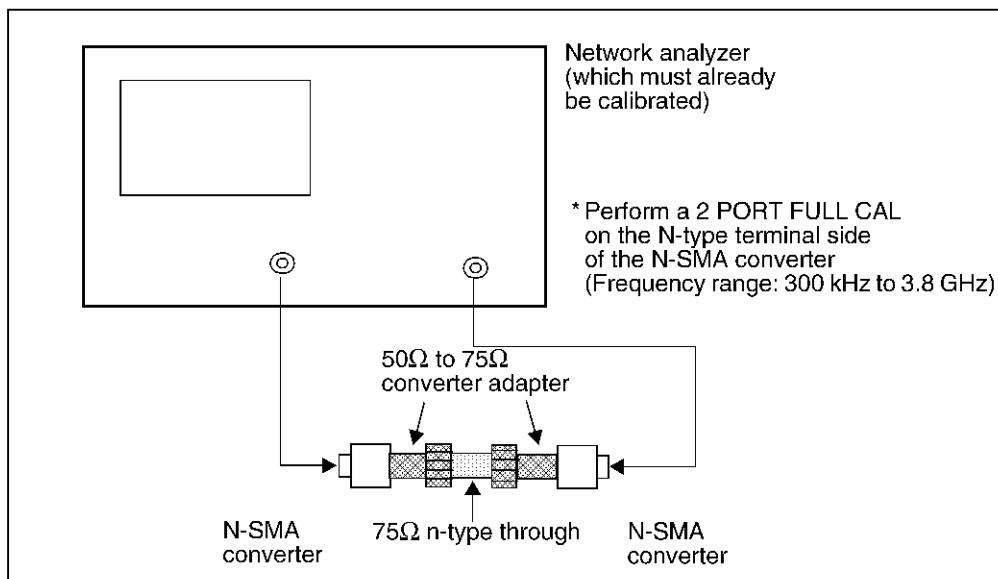 Network analyzer
(which must already
be calibrated)
* Perform a 2 PORT FULL CAL
on the N-type terminal side
of the N-SMA converter
(Frequency range: 300 kHz to 3.8 GHz)
50Ω to 75Ω
converter adapter
N-SMA
converter
75Ω n-type through
N-SMA
converter